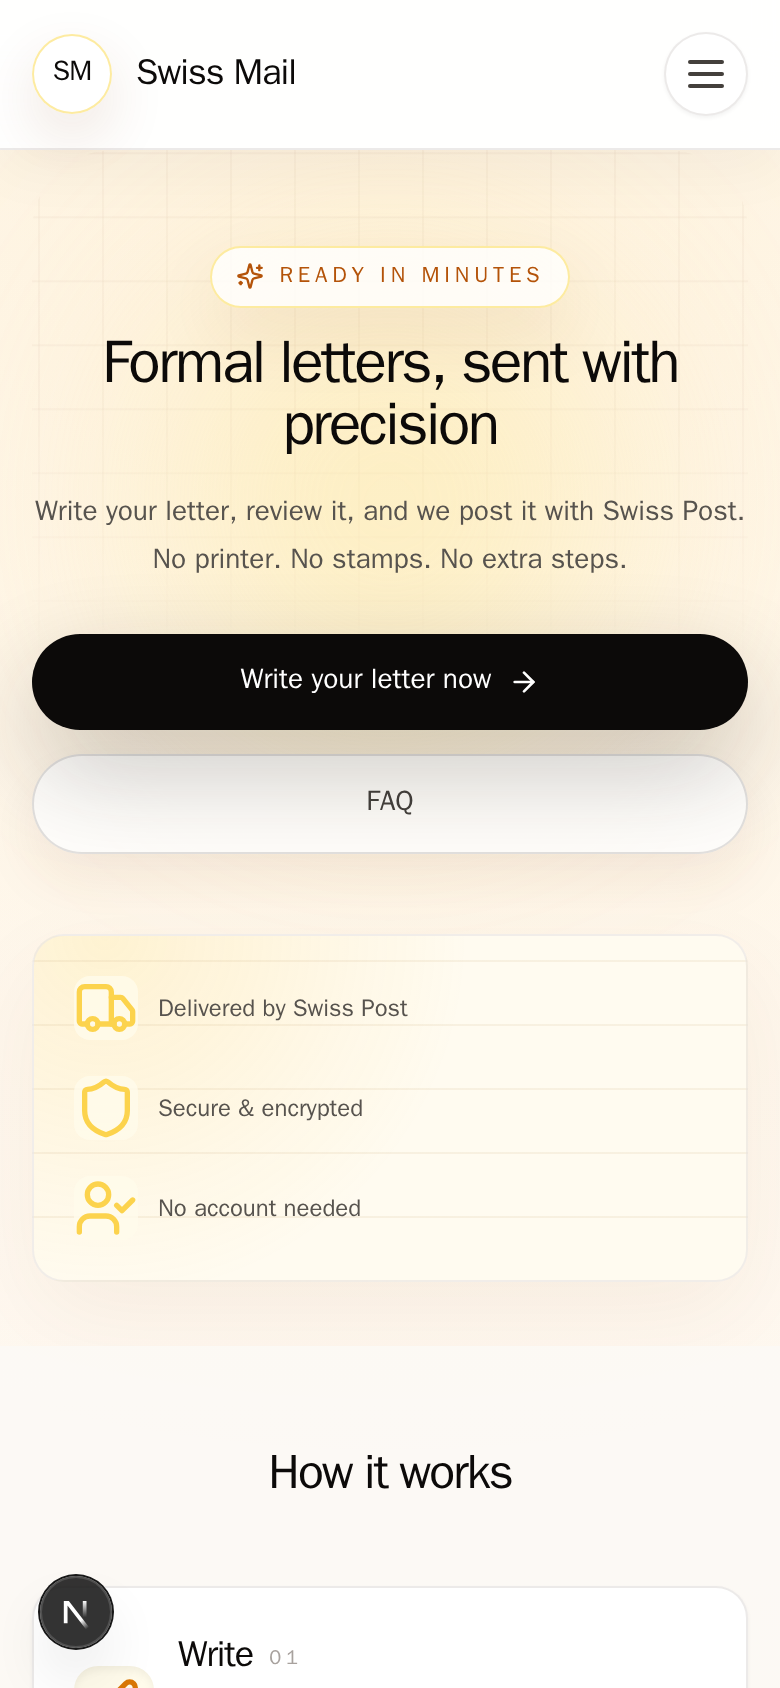 SM
Swiss Mail
READY IN MINUTES
Formal letters, sent with
precision
Write your letter, review it, and we post it with Swiss Post.
No printer. No stamps. No extra steps.
Write your letter now
FAQ
Delivered by Swiss Post
Secure & encrypted
No account needed
How it works
N
Write 01